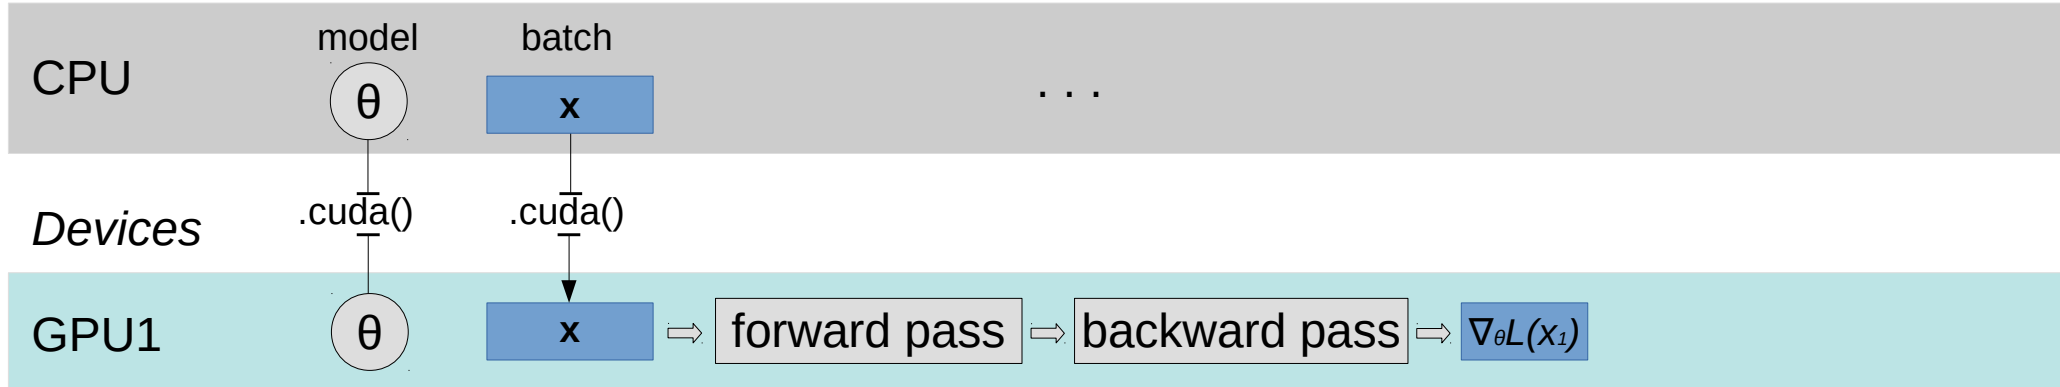 model batch
CPU θ x . . .
.cuda() .cuda()
Devices
GPU1 θ x forward pass backward pass ∇θL(x₁)